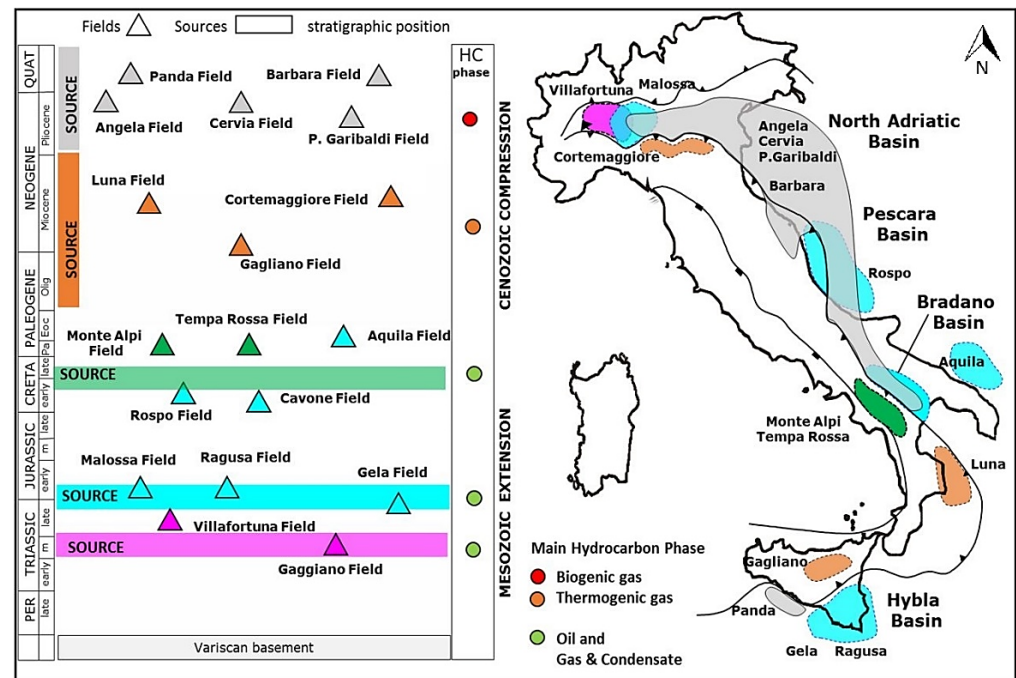 Fields
Sources
stratigraphic position
HC
phase
QUAT
NEOGENE
PALEOGENE
CRETA
JURASSIC
TRIASSIC
PER
Pliocene
Miocene
Olig
Eoc
Pa
late
early
late
m
early
late
m
early
late
SOURCE
Panda Field
Barbara Field
Angela Field
Cervia Field
P. Garibaldi Field
SOURCE
Luna Field
Cortemaggiore Field
Gagliano Field
Tempa Rossa Field
Monte Alpi
Field
Aquila Field
SOURCE
Rospo Field
Cavone Field
Malossa Field
Ragusa Field
Gela Field
SOURCE
Villafortuna Field
SOURCE
Gaggiano Field
Variscan basement
CENOZOIC COMPRESSION
MESOZOIC EXTENSION
N
Villafortuna
Malossa
Cortemaggiore
Angela
Cervia
P.Garibaldi
Barbara
North Adriatic
Basin
Pescara
Basin
Rospo
Bradano
Basin
Aquila
Monte Alpi
Tempa Rossa
Luna
Gagliano
Panda
Hybla
Basin
Gela
Ragusa
Main Hydrocarbon Phase
Biogenic gas
Thermogenic gas
Oil and
Gas & Condensate